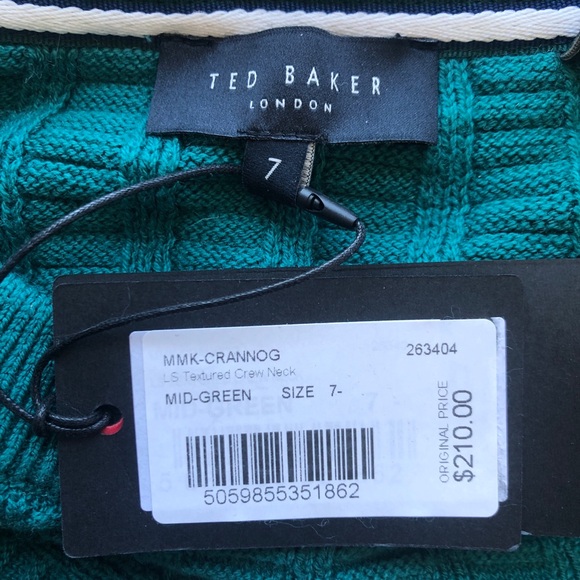 TED BAKER
LONDON
7
MMK-CRANNOG 263404
LS Textured Crew Neck
MID-GREEN SIZE 7-
5059855351862
ORIGINAL PRICE
$210.00